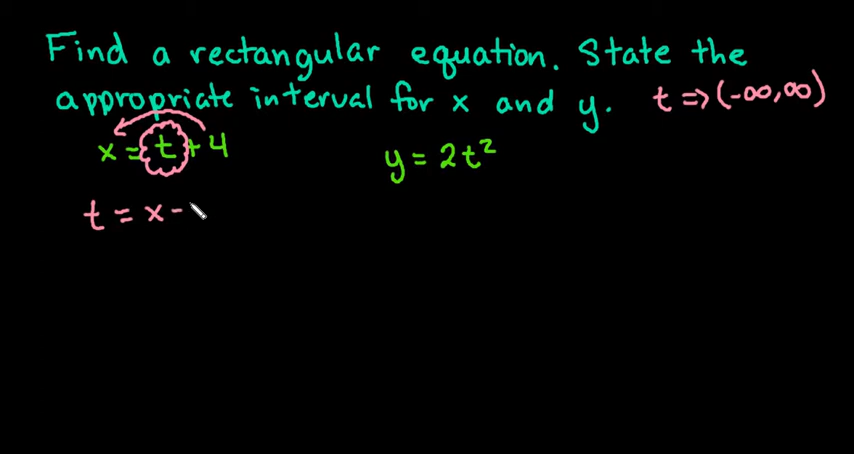 Find a rectangular equation. State the
appropriate interval for x and y. t => (-∞,∞)
x = t + 4 y = 2t²
t = x -